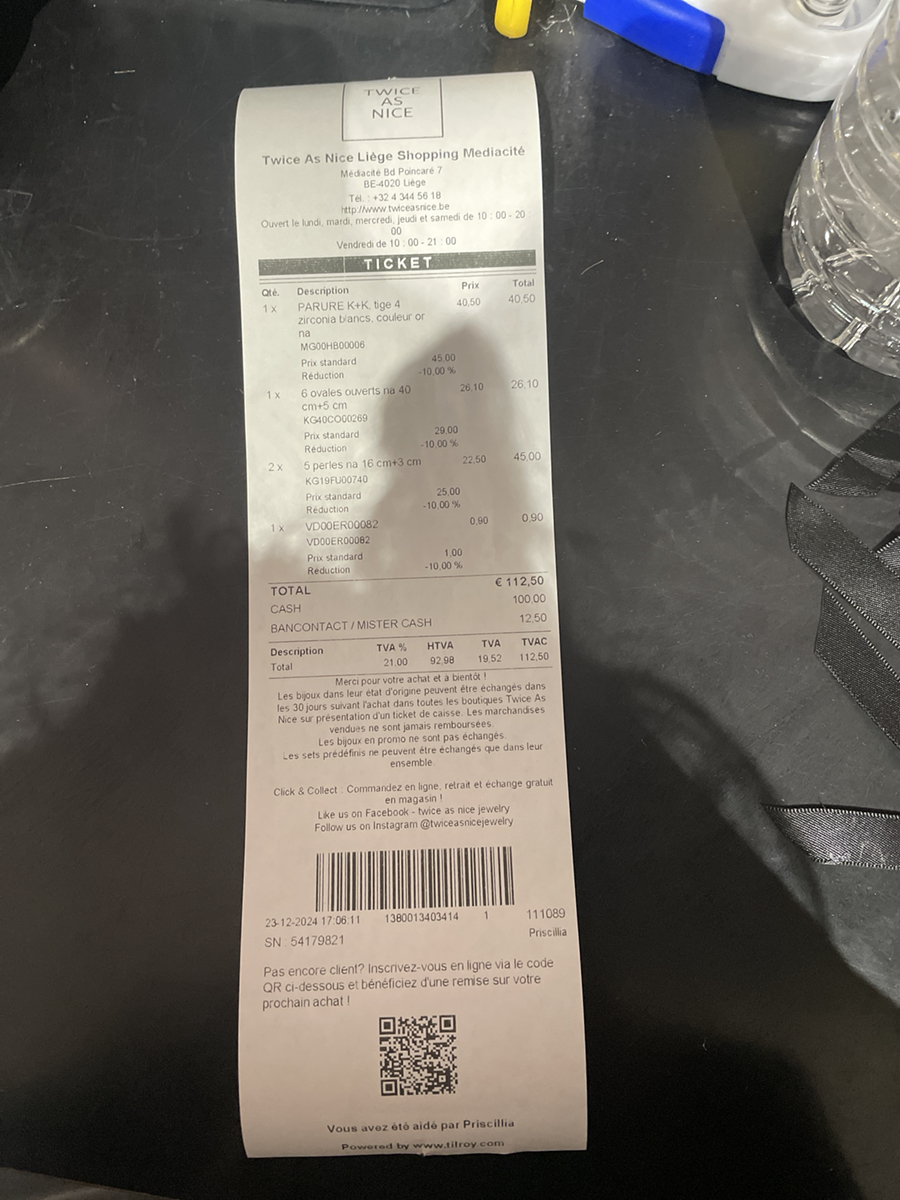 TWICE
AS
NICE
Twice As Nice Liège Shopping Mediacité
Médiacité Bd Poincaré 7
BE-4020 Liège
Tél. : +32 4 344 56 18
http://www.twiceasnice.be
Ouvert le lundi, mardi, mercredi, jeudi et samedi de 10 : 00 - 20
00
Vendredi de 10 : 00 - 21 : 00
TICKET
Qté. Description Prix Total
1 x PARURE K+K, tige 4 40,50 40,50
zirconia blancs, couleur or
na
MG00HB00006
Prix standard 45,00
Réduction -10,00 %
1 x 6 ovales ouverts na 40 26,10 26,10
cm+5 cm
KG40CO00269
Prix standard 29,00
Réduction -10,00 %
2 x 5 perles na 16 cm+3 cm 22,50 45,00
KG19FU00740
Prix standard 25,00
Réduction -10,00 %
1 x VD00ER00082 0,90 0,90
VD00ER00082
Prix standard 1,00
Réduction -10,00 %
TOTAL € 112,50
CASH 100,00
BANCONTACT / MISTER CASH 12,50
Description TVA % HTVA TVA TVAC
Total 21,00 92,98 19,52 112,50
Merci pour votre achat et à bientôt !
Les bijoux dans leur état d'origine peuvent être échangés dans
les 30 jours suivant l'achat dans toutes les boutiques Twice As
Nice sur présentation d'un ticket de caisse. Les marchandises
vendues ne sont jamais remboursées.
Les bijoux en promo ne sont pas échangés.
Les sets prédéfinis ne peuvent être échangés que dans leur
ensemble.
Click & Collect : Commandez en ligne, retrait et échange gratuit
en magasin !
Like us on Facebook - twice as nice jewelry
Follow us on Instagram @twiceasnicejewelry
23-12-2024 17:06:11 1380013403414 1 111089
SN : 54179821 Priscillia
Pas encore client? Inscrivez-vous en ligne via le code
QR ci-dessous et bénéficiez d'une remise sur votre
prochain achat !
Vous avez été aidé par Priscillia
Powered by www.tilroy.com